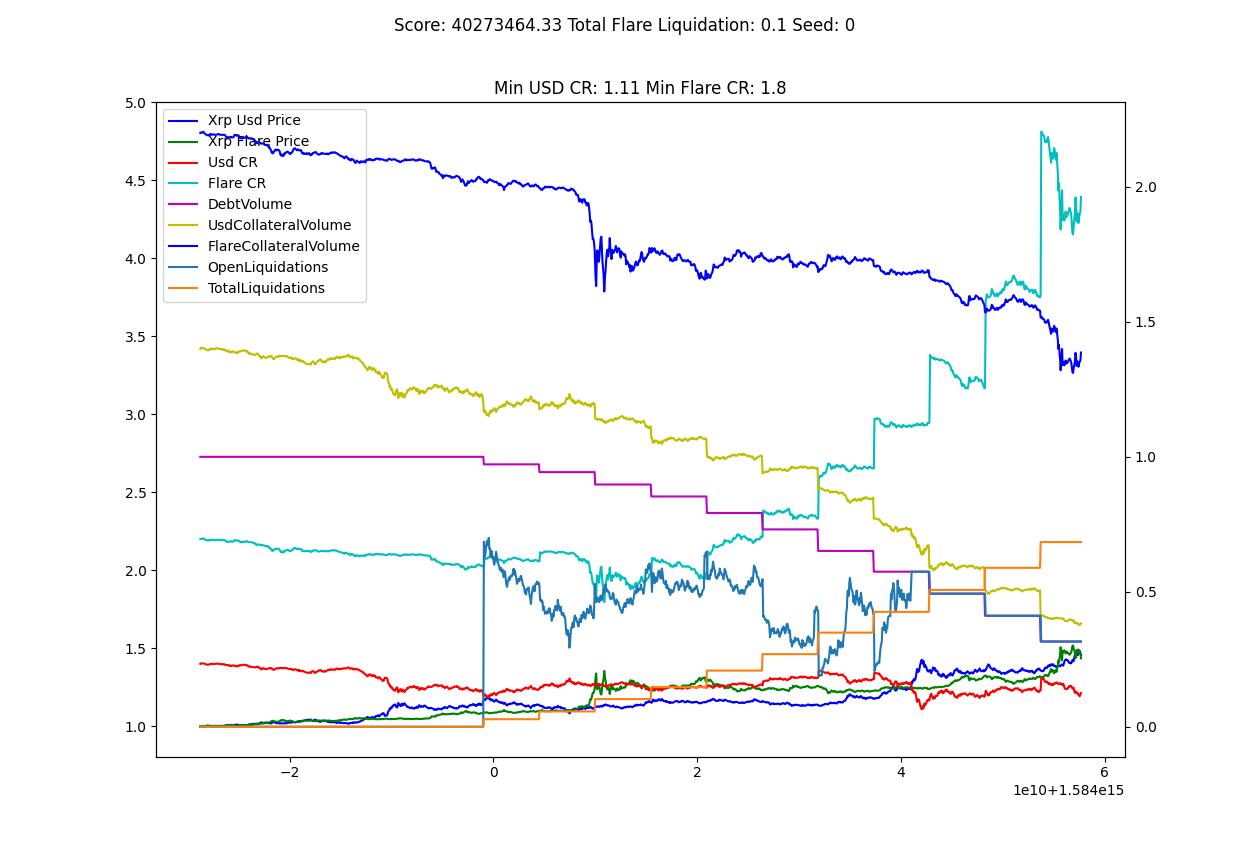 Score: 40273464.33 Total Flare Liquidation: 0.1 Seed: 0
Min USD CR: 1.11 Min Flare CR: 1.8
Xrp Usd Price
Xrp Flare Price
Usd CR
Flare CR
DebtVolume
UsdCollateralVolume
FlareCollateralVolume
OpenLiquidations
TotalLiquidations
5.0
4.5
4.0
3.5
3.0
2.5
2.0
1.5
1.0
2.0
1.5
1.0
0.5
0.0
−2 0 2 4 6
1e10+1.584e15